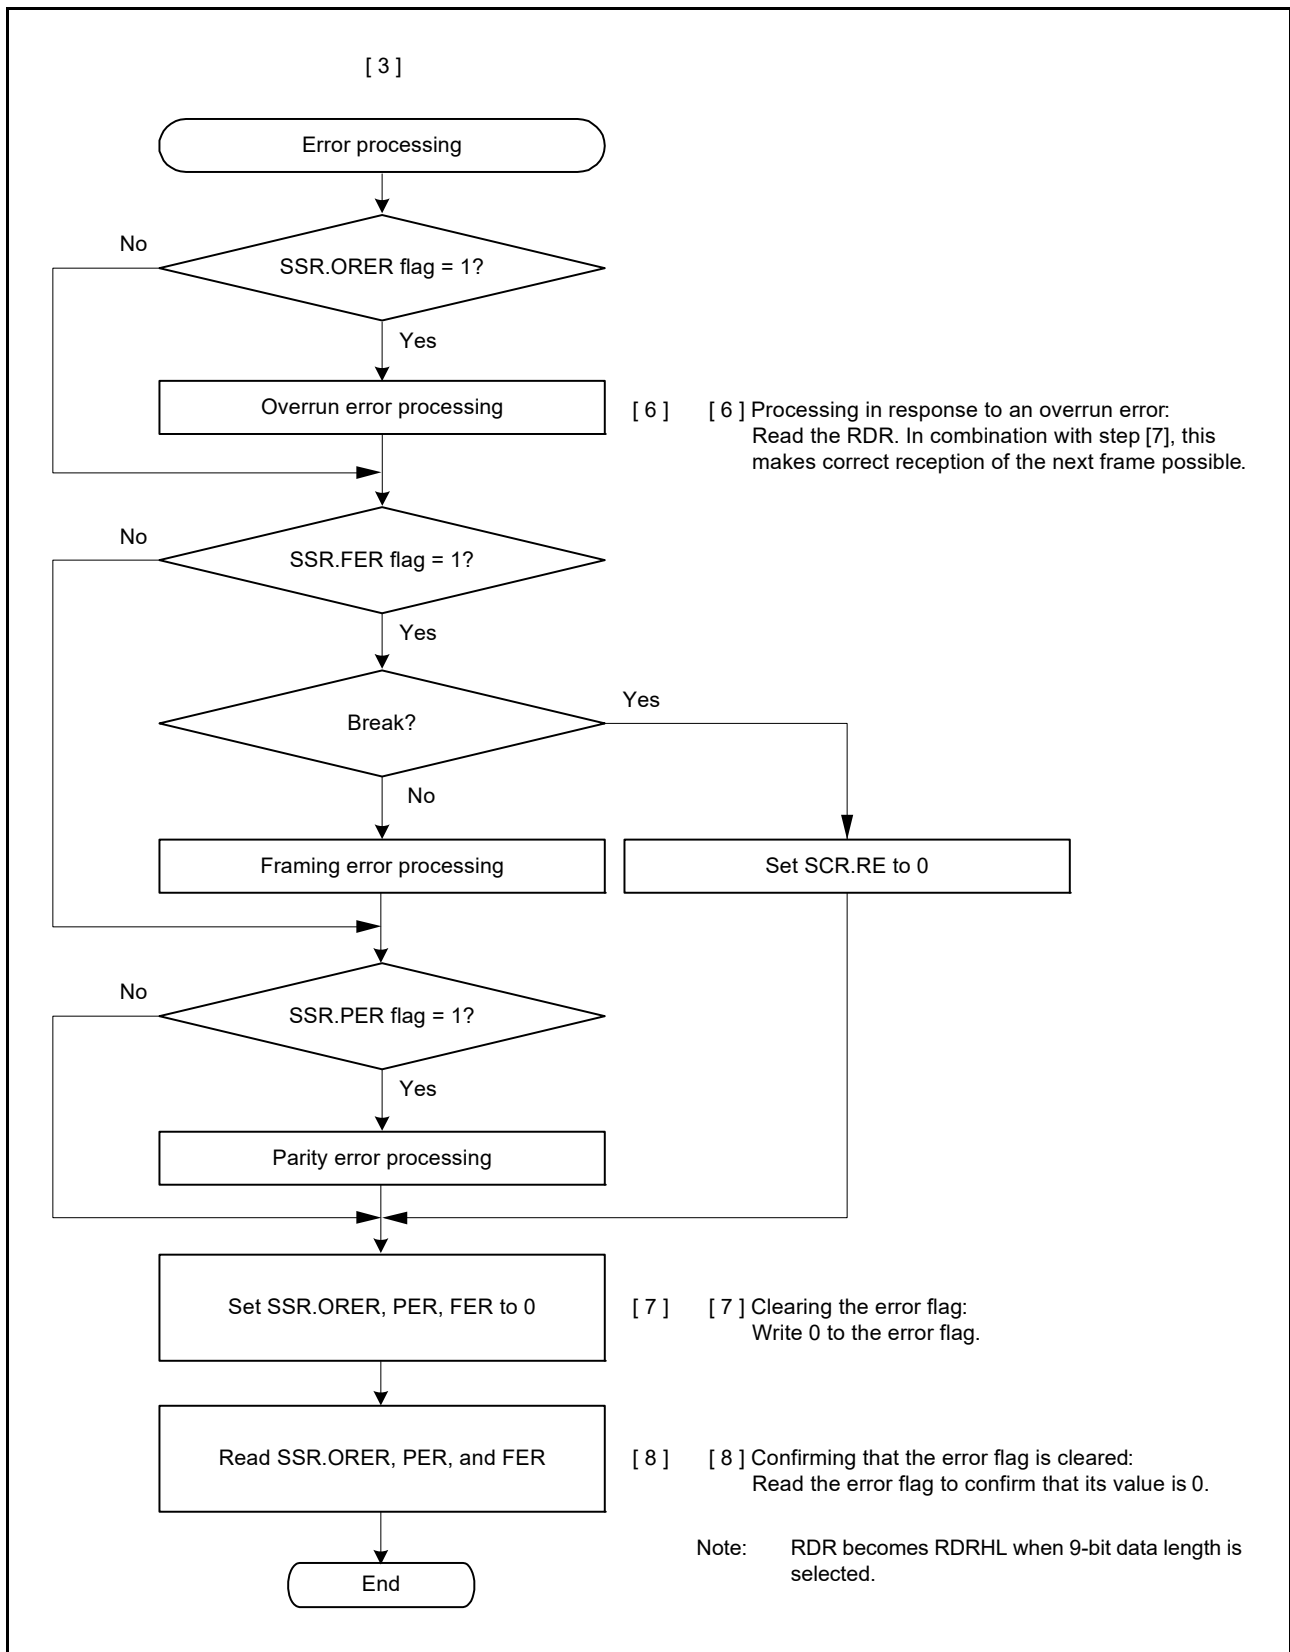 [ 3 ]
Error processing
No
SSR.ORER flag = 1?
Yes
Overrun error processing
[ 6 ]
[ 6 ] Processing in response to an overrun error:
Read the RDR. In combination with step [7], this
makes correct reception of the next frame possible.
No
SSR.FER flag = 1?
Yes
Break?
Yes
No
Framing error processing
Set SCR.RE to 0
No
SSR.PER flag = 1?
Yes
Parity error processing
Set SSR.ORER, PER, FER to 0
[ 7 ]
[ 7 ] Clearing the error flag:
Write 0 to the error flag.
Read SSR.ORER, PER, and FER
[ 8 ]
[ 8 ] Confirming that the error flag is cleared:
Read the error flag to confirm that its value is 0.
Note: RDR becomes RDRHL when 9-bit data length is
selected.
End